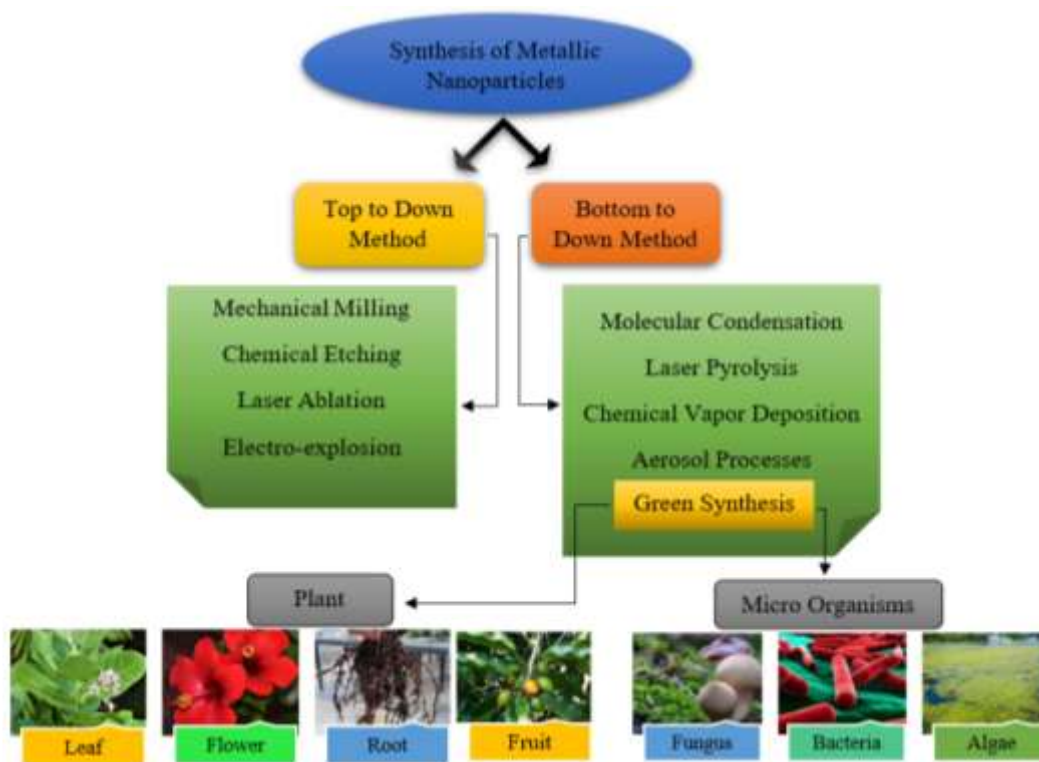 Synthesis of Metallic
Nanoparticles
Top to Down
Method
Bottom to
Down Method
Mechanical Milling
Chemical Etching
Laser Ablation
Electro-explosion
Molecular Condensation
Laser Pyrolysis
Chemical Vapor Deposition
Aerosol Processes
Green Synthesis
Plant
Micro Organisms
Leaf
Flower
Root
Fruit
Fungus
Bacteria
Algae